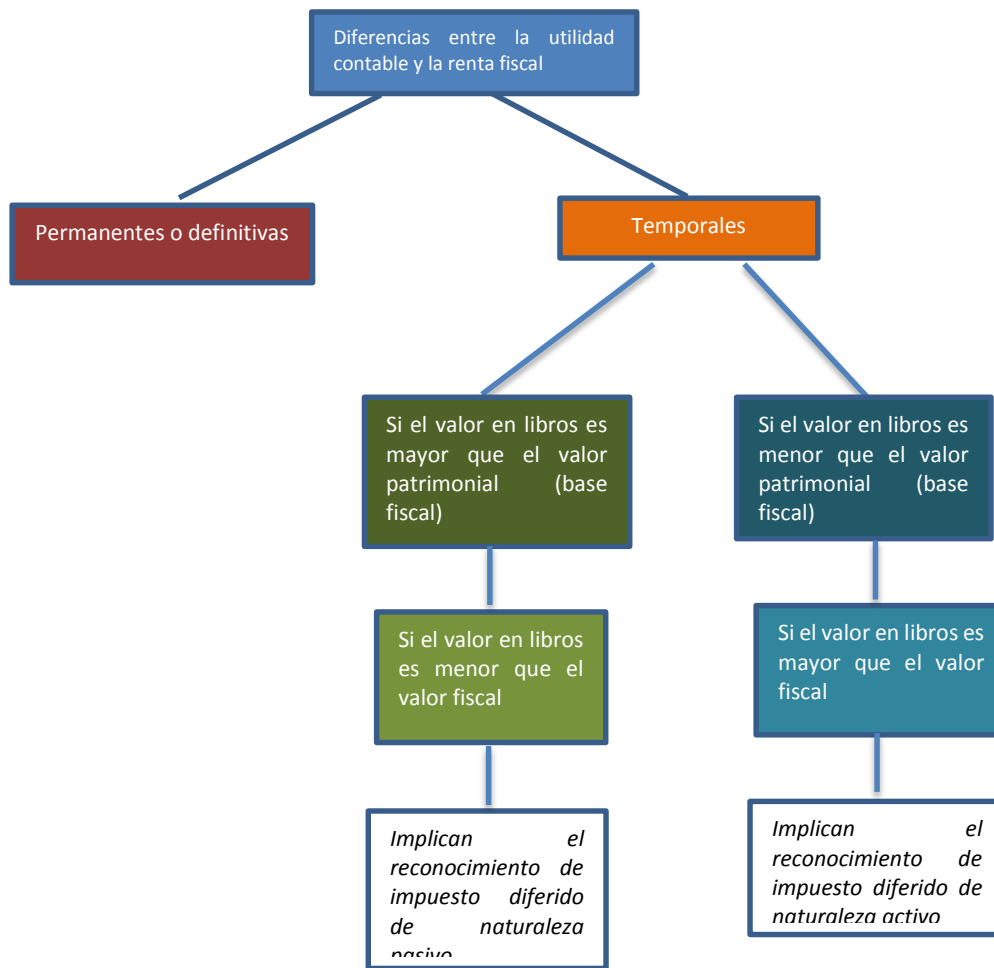 Diferencias entre la utilidad
contable y la renta fiscal
Permanentes o definitivas
Temporales
Si el valor en libros es
mayor que el valor
patrimonial (base
fiscal)
Si el valor en libros es
menor que el valor
patrimonial (base
fiscal)
Si el valor en libros
es menor que el
valor fiscal
Si el valor en libros es
mayor que el valor
fiscal
Implican el
reconocimiento de
impuesto diferido
de naturaleza
pasivo
Implican el
reconocimiento de
impuesto diferido de
naturaleza activo